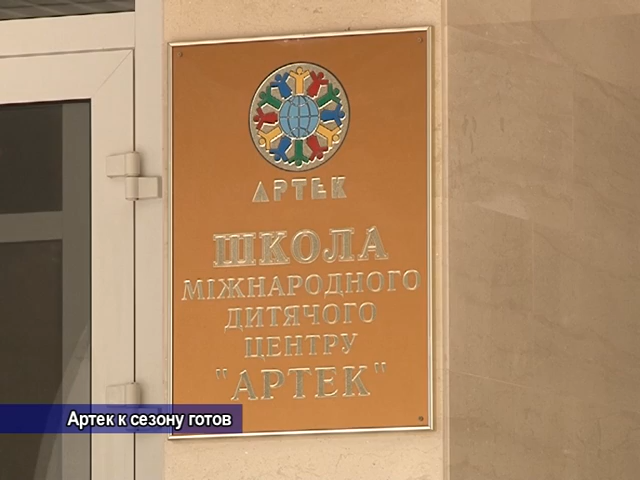 АРТЕК
ШКОЛА
МІЖНАРОДНОГО
ДИТЯЧОГО
ЦЕНТРУ
"АРТЕК"
Артек к сезону готов